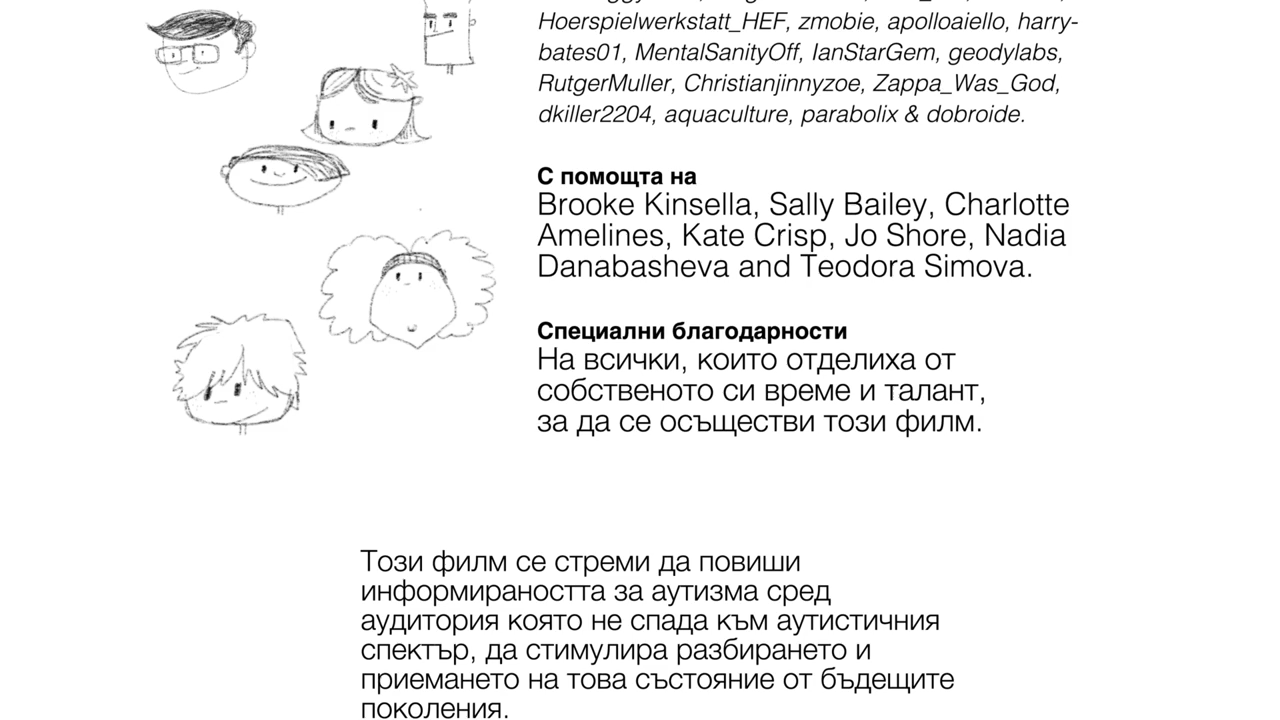 Hoerspielwerkstatt_HEF, zmobie, apolloaiello, harry-
bates01, MentalSanityOff, IanStarGem, geodylabs,
RutgerMuller, Christianjinnyzoe, Zappa_Was_God,
dkiller2204, aquaculture, parabolix & dobroide.
С помощта на
Brooke Kinsella, Sally Bailey, Charlotte
Amelines, Kate Crisp, Jo Shore, Nadia
Danabasheva and Teodora Simova.
Специални благодарности
На всички, които отделиха от
собственото си време и талант,
за да се осъществи този филм.
Този филм се стреми да повиши
информираността за аутизма сред
аудитория която не спада към аутистичния
спектър, да стимулира разбирането и
приемането на това състояние от бъдещите
поколения.